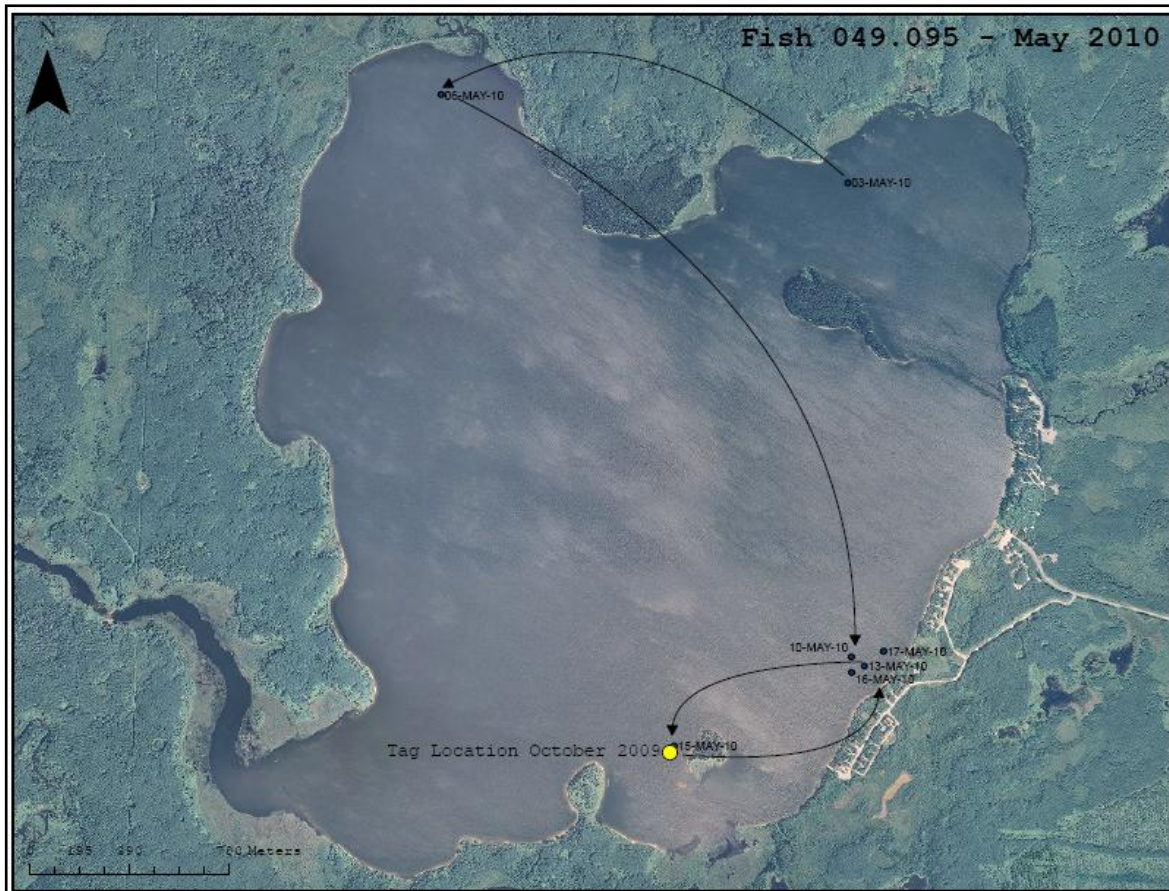 Fish 049.095 - May 2010
N
05-MAY-10
03-MAY-10
10-MAY-10
17-MAY-10
13-MAY-10
16-MAY-10
15-MAY-10
Tag Location October 2009
0 195 390 780 Meters